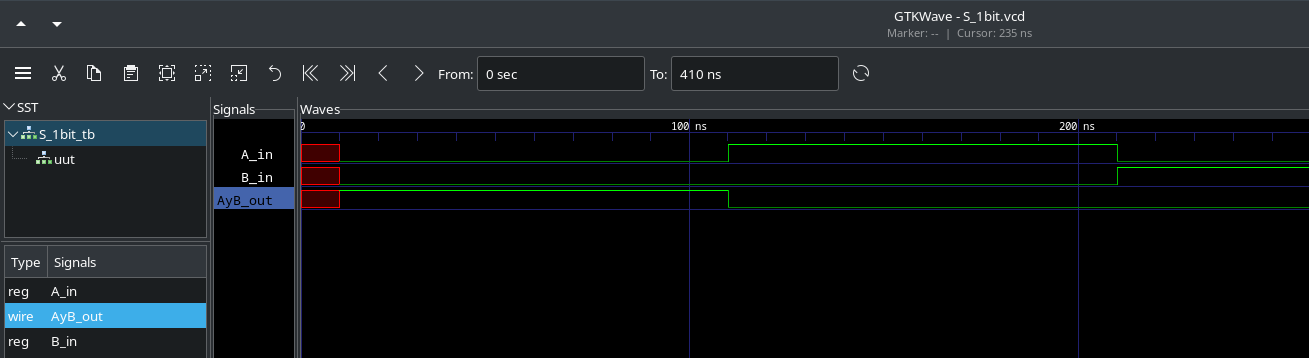 GTKWave - S_1bit.vcd
Marker: -- | Cursor: 235 ns
From: 0 sec To: 410 ns
SST
S_1bit_tb
uut
Type Signals
reg A_in
wire AyB_out
reg B_in
Signals
A_in
B_in
AyB_out
Waves
0 100 ns 200 ns